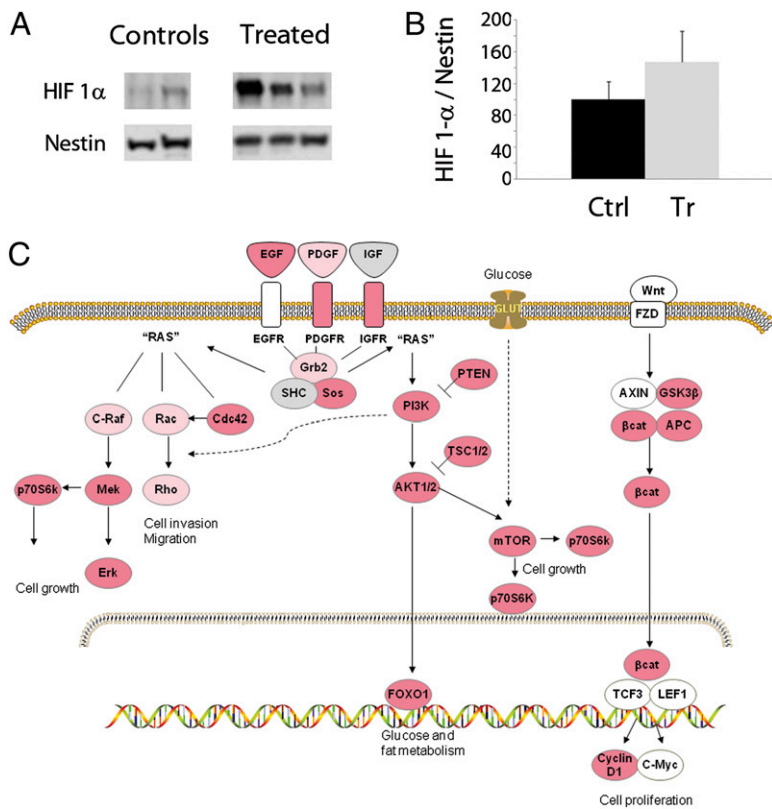 A
Controls
Treated
HIF 1α
Nestin
B
HIF 1-α / Nestin
200
160
120
80
40
0
Ctrl
Tr
C
EGF
PDGF
IGF
Glucose
GLUT
Wnt
FZD
"RAS"
EGFR
PDGFR
IGFR
"RAS"
Grb2
SHC
Sos
PTEN
PI3K
C-Raf
Rac
Cdc42
AXIN
GSK3β
βcat
APC
TSC1/2
p70S6k
Mek
Rho
AKT1/2
βcat
Cell invasion
Migration
mTOR
p70S6k
Cell growth
Erk
Cell growth
p70S6K
βcat
FOXO1
TCF3
LEF1
Glucose and
fat metabolism
Cyclin
D1
C-Myc
Cell proliferation